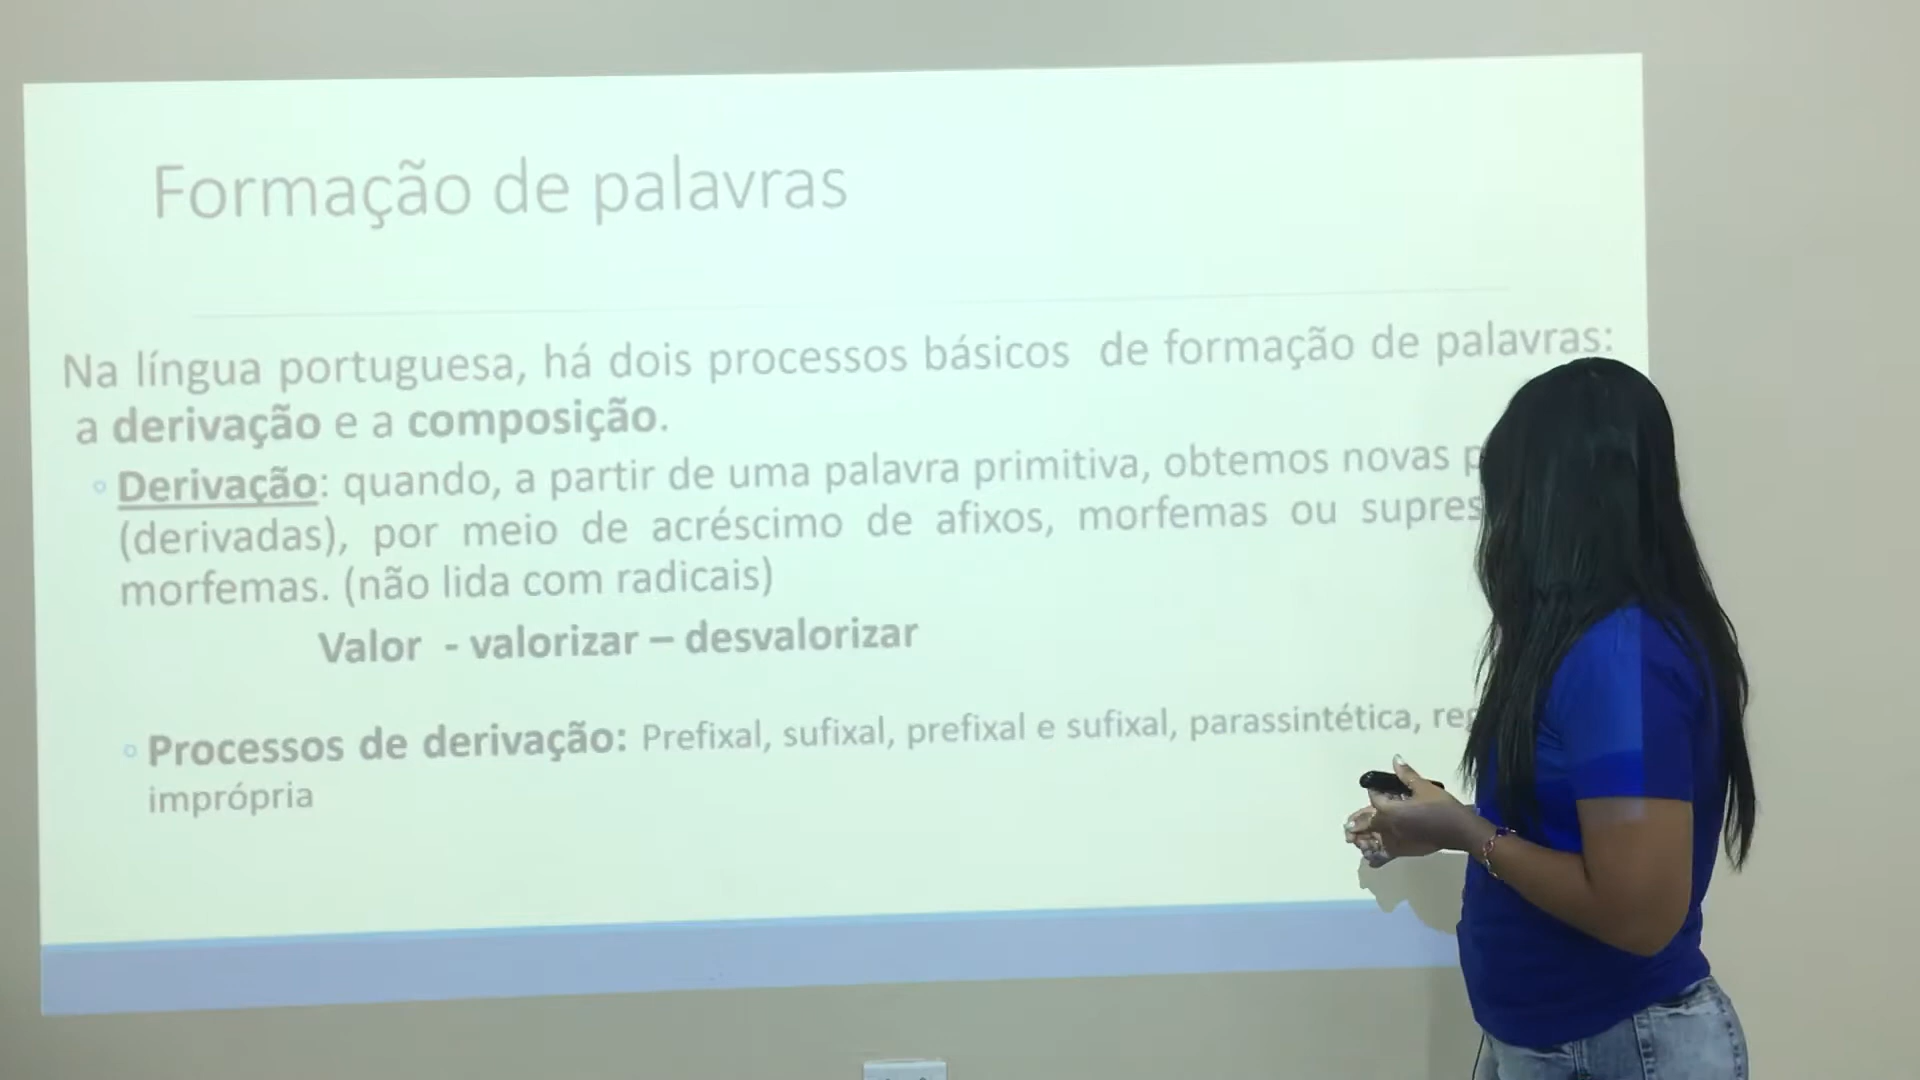 Formação de palavras
Na língua portuguesa, há dois processos básicos de formação de palavras:
a derivação e a composição.
Derivação: quando, a partir de uma palavra primitiva, obtemos novas
(derivadas), por meio de acréscimo de afixos, morfemas ou
morfemas. (não lida com radicais)
Valor - valorizar – desvalorizar
Processos de derivação: Prefixal, sufixal, prefixal e sufixal, parassintética,
imprópria